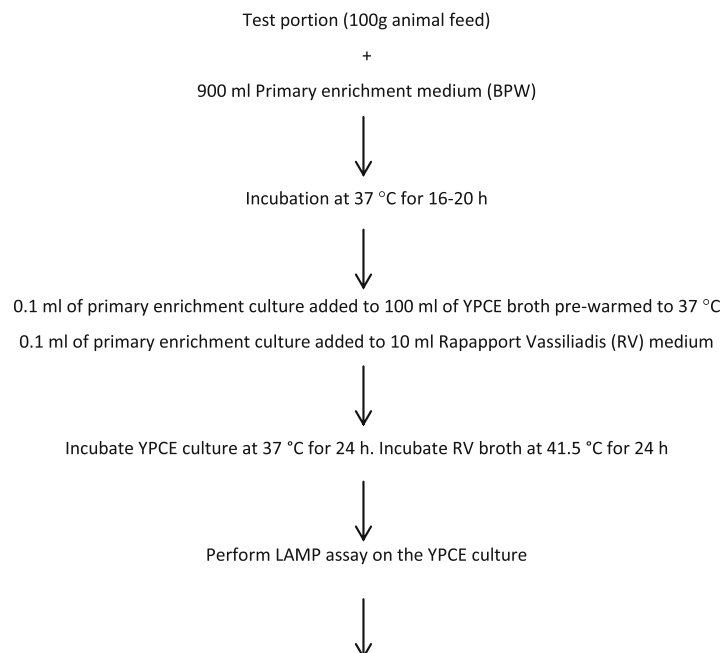 Test portion (100g animal feed)
+
900 ml Primary enrichment medium (BPW)
Incubation at 37 °C for 16-20 h
0.1 ml of primary enrichment culture added to 100 ml of YPCE broth pre-warmed to 37 °C
0.1 ml of primary enrichment culture added to 10 ml Rapapport Vassiliadis (RV) medium
Incubate YPCE culture at 37 °C for 24 h. Incubate RV broth at 41.5 °C for 24 h
Perform LAMP assay on the YPCE culture